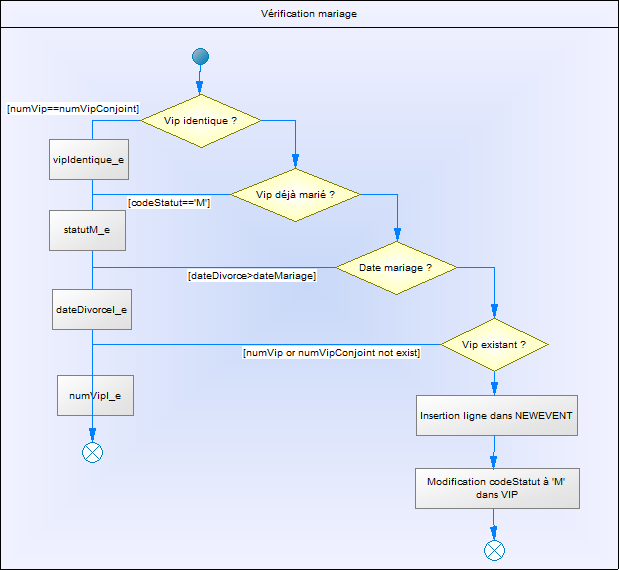 Vérification mariage
[numVip==numVipConjoint]
Vip identique ?
vipIdentique_e
Vip déjà marié ?
[codeStatut=='M']
statutM_e
Date mariage ?
[dateDivorce>dateMariage]
dateDivorceI_e
Vip existant ?
[numVip or numVipConjoint not exist]
numVipI_e
Insertion ligne dans NEWEVENT
Modification codeStatut à 'M'
dans VIP